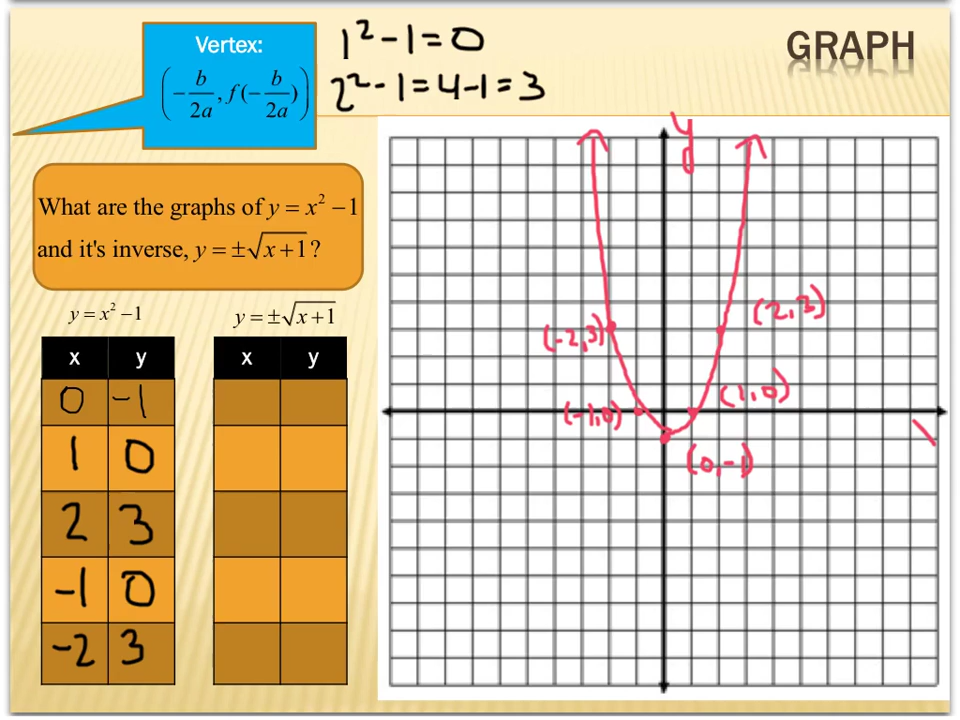 Vertex:
(-b/2a, f(-b/2a))
1² - 1 = 0
2² - 1 = 4 - 1 = 3
GRAPH
What are the graphs of y = x² − 1
and it's inverse, y = ±√(x + 1) ?
y = x² − 1
x y
0 -1
1 0
2 3
-1 0
-2 3
y = ±√(x + 1)
x y
y
(2,3)
(-2,3)
(1,0)
(-1,0)
(0,-1)